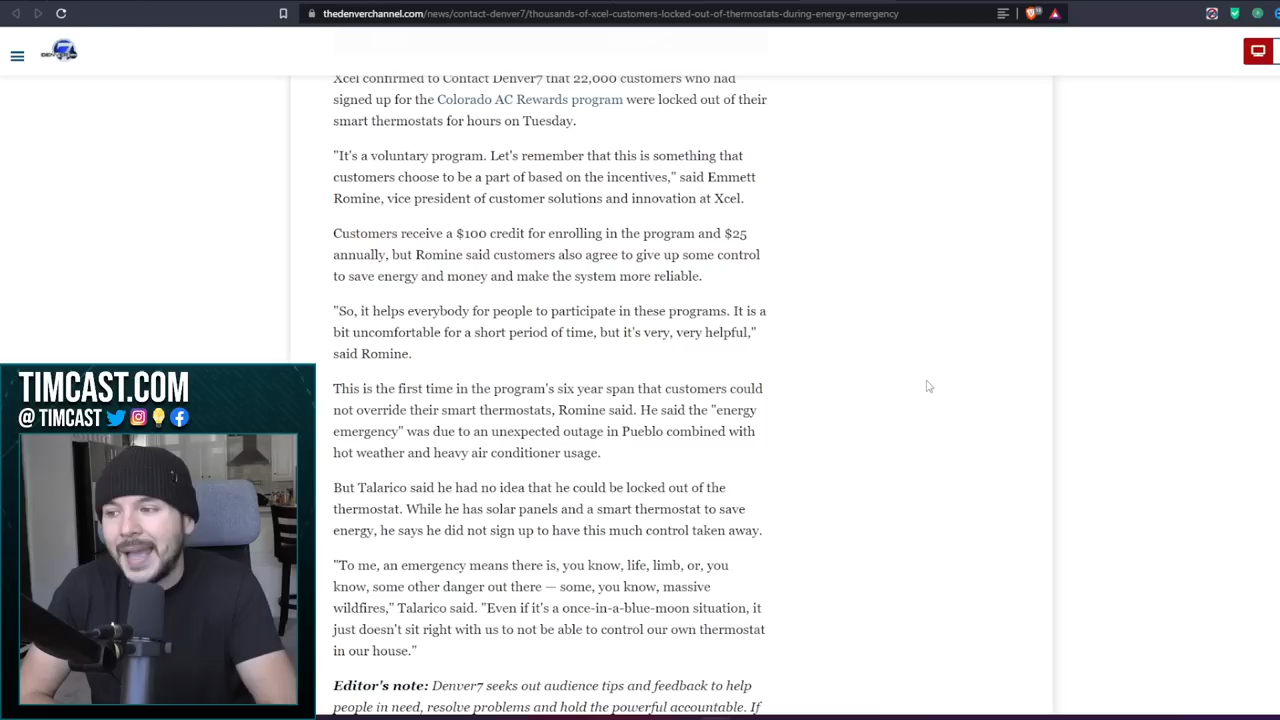 thedenverchannel.com/news/contact-denver7/thousands-of-xcel-customers-locked-out-of-thermostats-during-energy-emergency
Xcel confirmed to Contact Denver7 that 22,000 customers who had
signed up for the Colorado AC Rewards program were locked out of their
smart thermostats for hours on Tuesday.
"It's a voluntary program. Let's remember that this is something that
customers choose to be a part of based on the incentives," said Emmett
Romine, vice president of customer solutions and innovation at Xcel.
Customers receive a $100 credit for enrolling in the program and $25
annually, but Romine said customers also agree to give up some control
to save energy and money and make the system more reliable.
"So, it helps everybody for people to participate in these programs. It is a
bit uncomfortable for a short period of time, but it's very, very helpful,"
said Romine.
This is the first time in the program's six year span that customers could
not override their smart thermostats, Romine said. He said the "energy
emergency" was due to an unexpected outage in Pueblo combined with
hot weather and heavy air conditioner usage.
But Talarico said he had no idea that he could be locked out of the
thermostat. While he has solar panels and a smart thermostat to save
energy, he says he did not sign up to have this much control taken away.
"To me, an emergency means there is, you know, life, limb, or, you
know, some other danger out there — some, you know, massive
wildfires," Talarico said. "Even if it's a once-in-a-blue-moon situation, it
just doesn't sit right with us to not be able to control our own thermostat
in our house."
Editor's note: Denver7 seeks out audience tips and feedback to help
people in need, resolve problems and hold the powerful accountable. If
TIMCAST.COM
@ TIMCAST